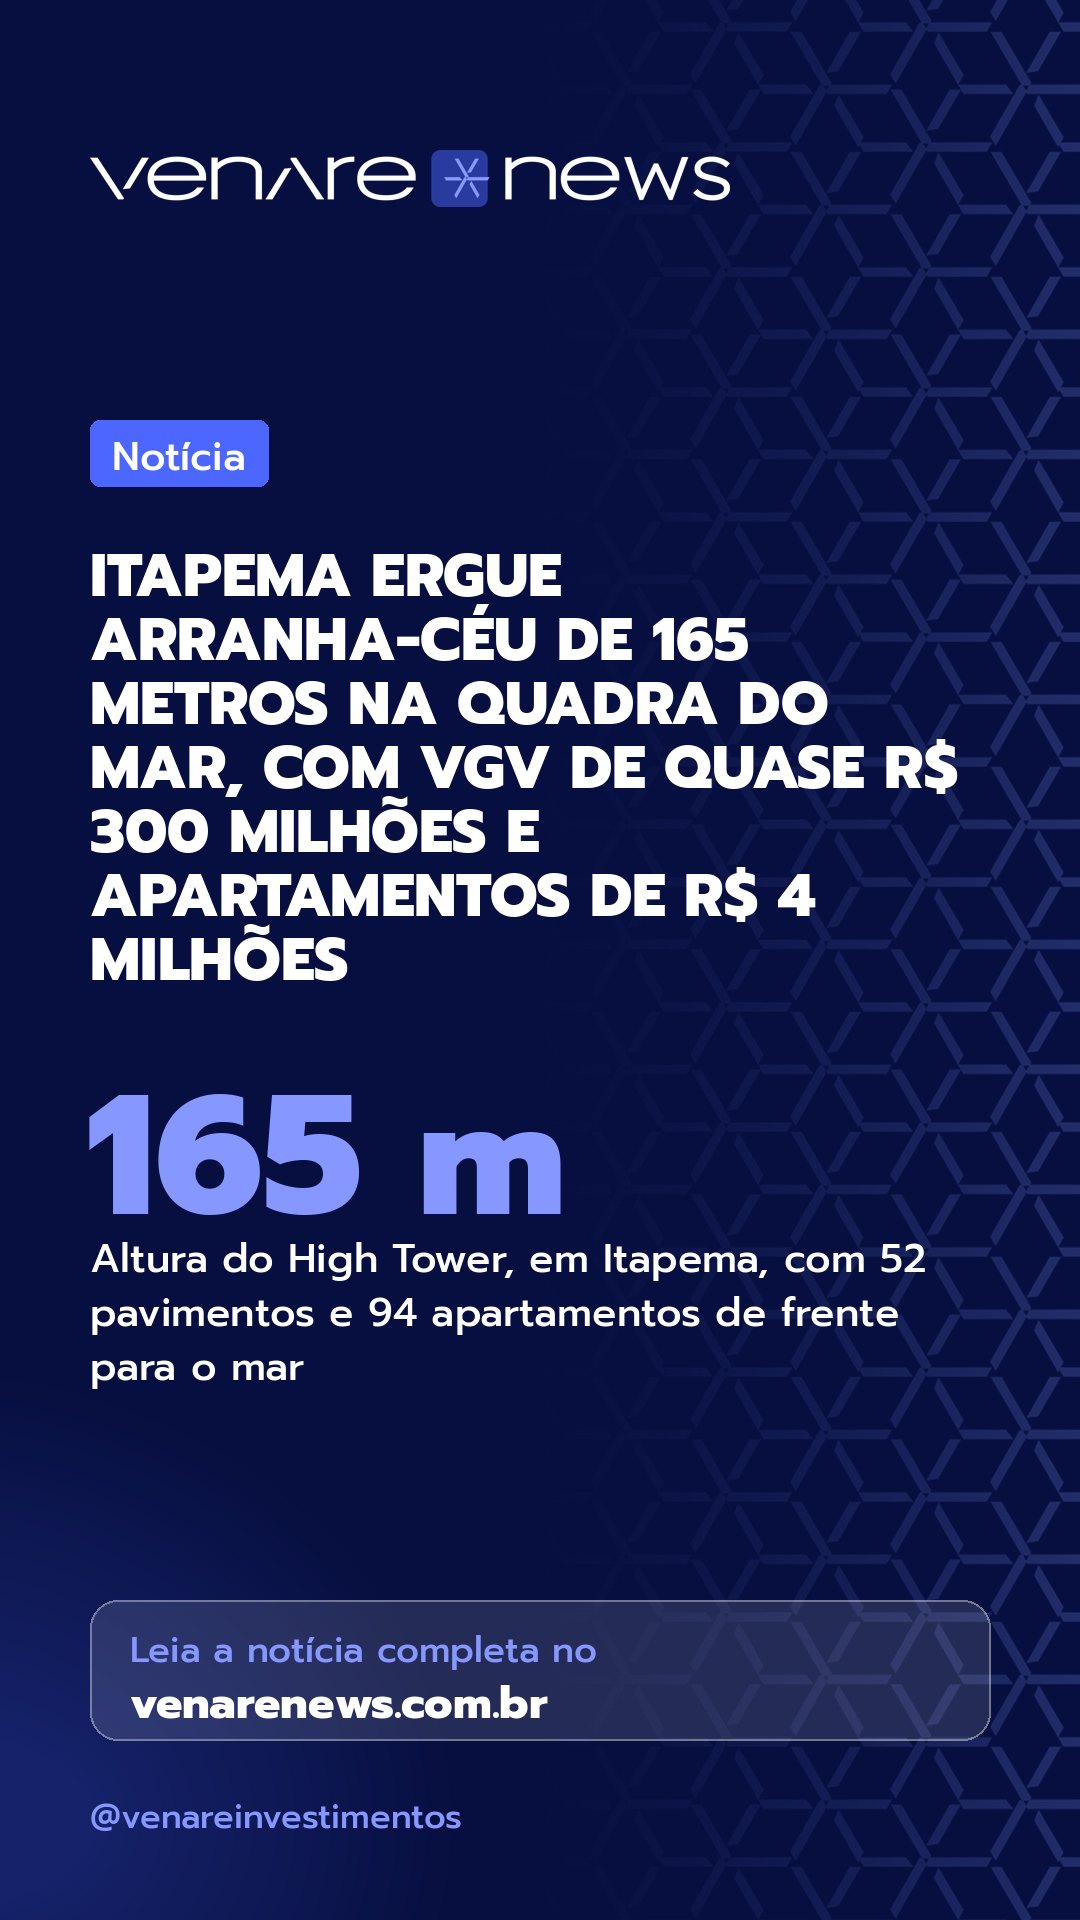 venare news
Notícia
ITAPEMA ERGUE
ARRANHA-CÉU DE 165
METROS NA QUADRA DO
MAR, COM VGV DE QUASE R$
300 MILHÕES E
APARTAMENTOS DE R$ 4
MILHÕES
165 m
Altura do High Tower, em Itapema, com 52
pavimentos e 94 apartamentos de frente
para o mar
Leia a notícia completa no
venarenews.com.br
@venareinvestimentos